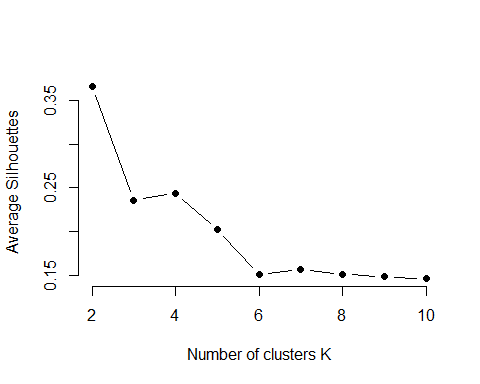 Average Silhouettes
0.35
0.25
0.15
2 4 6 8 10
Number of clusters K